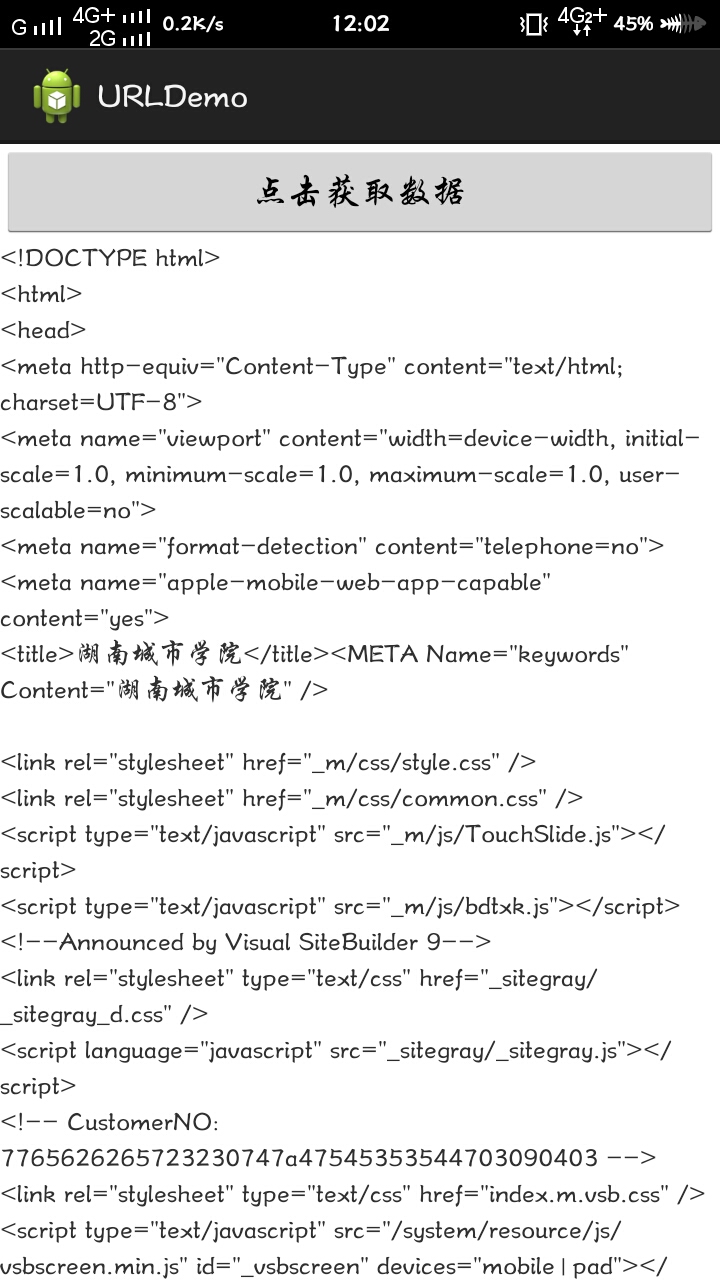 G 4G+ 2G 0.2K/s 12:02 4G2+ 45%
URLDemo
点击获取数据
<!DOCTYPE html>
<html>
<head>
<meta http-equiv="Content-Type" content="text/html;
charset=UTF-8">
<meta name="viewport" content="width=device-width, initial-
scale=1.0, minimum-scale=1.0, maximum-scale=1.0, user-
scalable=no">
<meta name="format-detection" content="telephone=no">
<meta name="apple-mobile-web-app-capable"
content="yes">
<title>湖南城市学院</title><META Name="keywords"
Content="湖南城市学院" />
<link rel="stylesheet" href="_m/css/style.css" />
<link rel="stylesheet" href="_m/css/common.css" />
<script type="text/javascript" src="_m/js/TouchSlide.js"></
script>
<script type="text/javascript" src="_m/js/bdtxk.js"></script>
<!--Announced by Visual SiteBuilder 9-->
<link rel="stylesheet" type="text/css" href="_sitegray/
_sitegray_d.css" />
<script language="javascript" src="_sitegray/_sitegray.js"></
script>
<!-- CustomerNO:
7765626265723230747a47545353544703090403 -->
<link rel="stylesheet" type="text/css" href="index.m.vsb.css" />
<script type="text/javascript" src="/system/resource/js/
vsbscreen.min.js" id="_vsbscreen" devices="mobile|pad"></